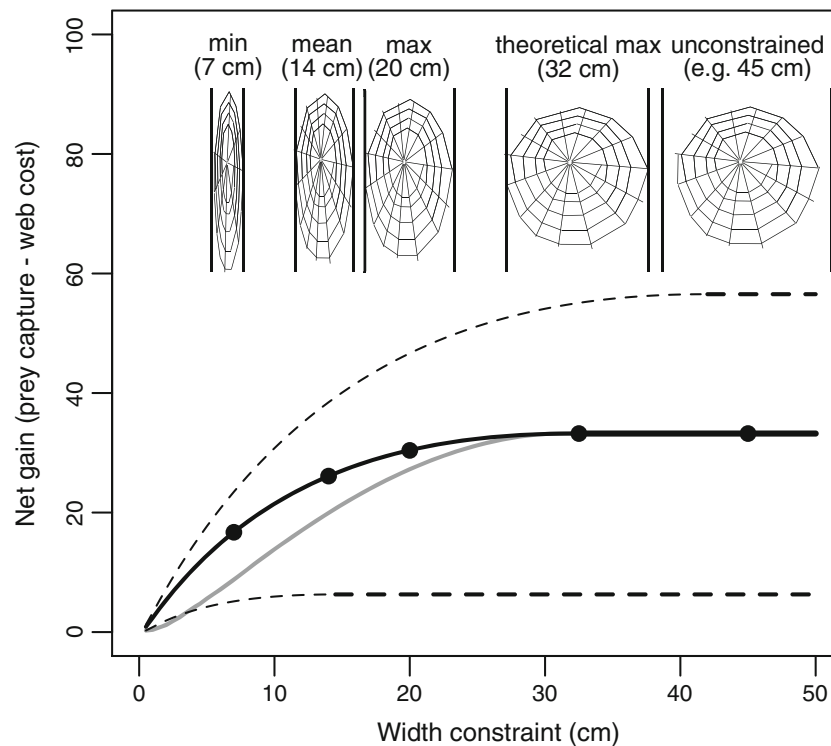 min mean max theoretical max unconstrained
(7 cm) (14 cm) (20 cm) (32 cm) (e.g. 45 cm)
100
80
60
40
20
0
Net gain (prey capture - web cost)
0 10 20 30 40 50
Width constraint (cm)